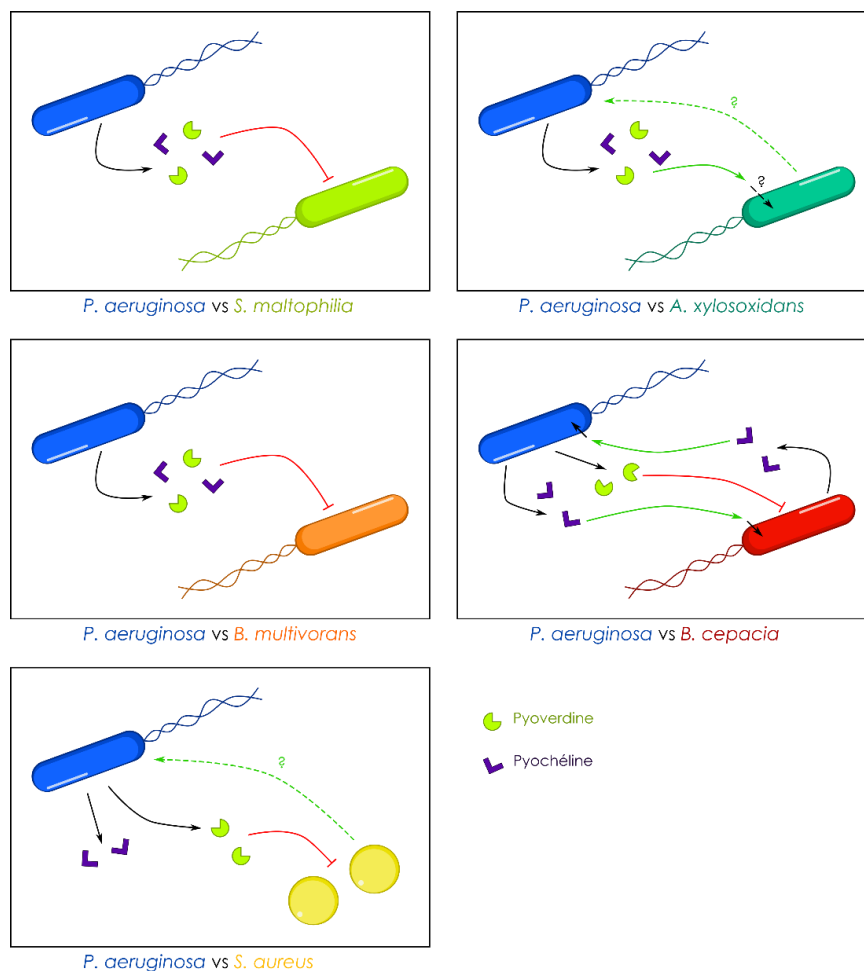 ?
?
P. aeruginosa vs S. maltophilia
P. aeruginosa vs A. xylosoxidans
P. aeruginosa vs B. multivorans
P. aeruginosa vs B. cepacia
Pyoverdine
?
Pyochéline
P. aeruginosa vs S. aureus